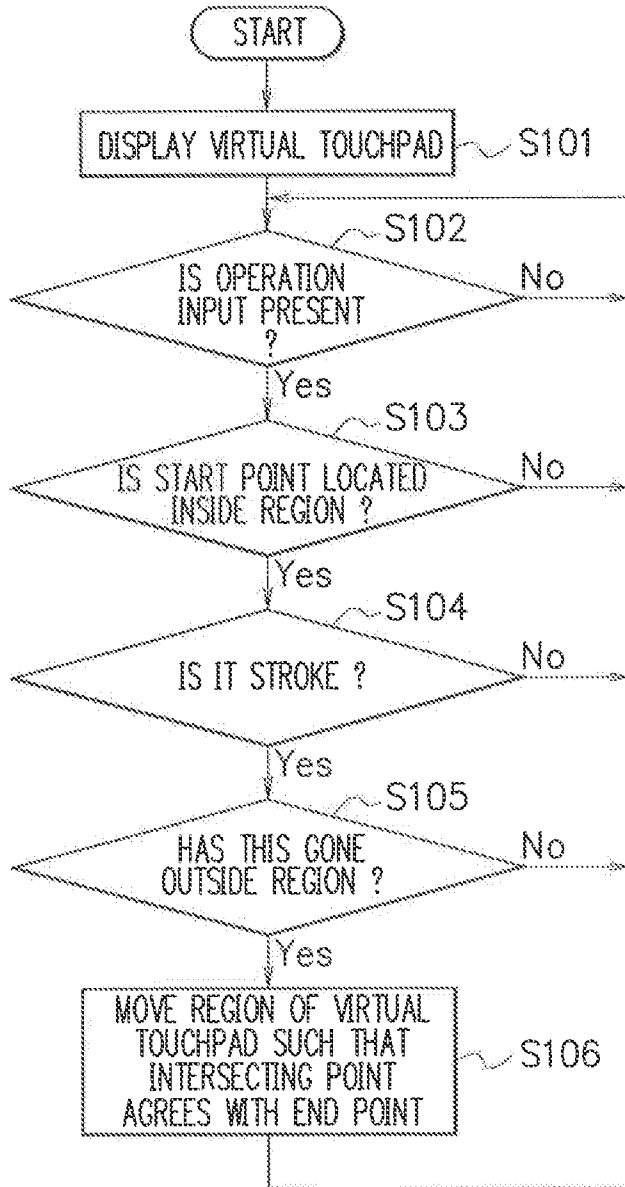 START
DISPLAY VIRTUAL TOUCHPAD
S101
S102
IS OPERATION
INPUT PRESENT
?
No
Yes
S103
IS START POINT LOCATED
INSIDE REGION ?
No
Yes
S104
IS IT STROKE ?
No
Yes
S105
HAS THIS GONE
OUTSIDE REGION ?
No
Yes
MOVE REGION OF VIRTUAL
TOUCHPAD SUCH THAT
INTERSECTING POINT
AGREES WITH END POINT
S106